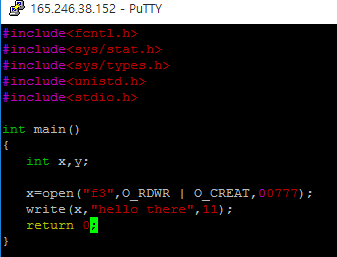 165.246.38.152 - PuTTY
#include<fcntl.h>
#include<sys/stat.h>
#include<sys/types.h>
#include<unistd.h>
#include<stdio.h>
int main()
{
int x,y;
x=open("f3",O_RDWR | O_CREAT,00777);
write(x,"hello there",11);
return 0;
}